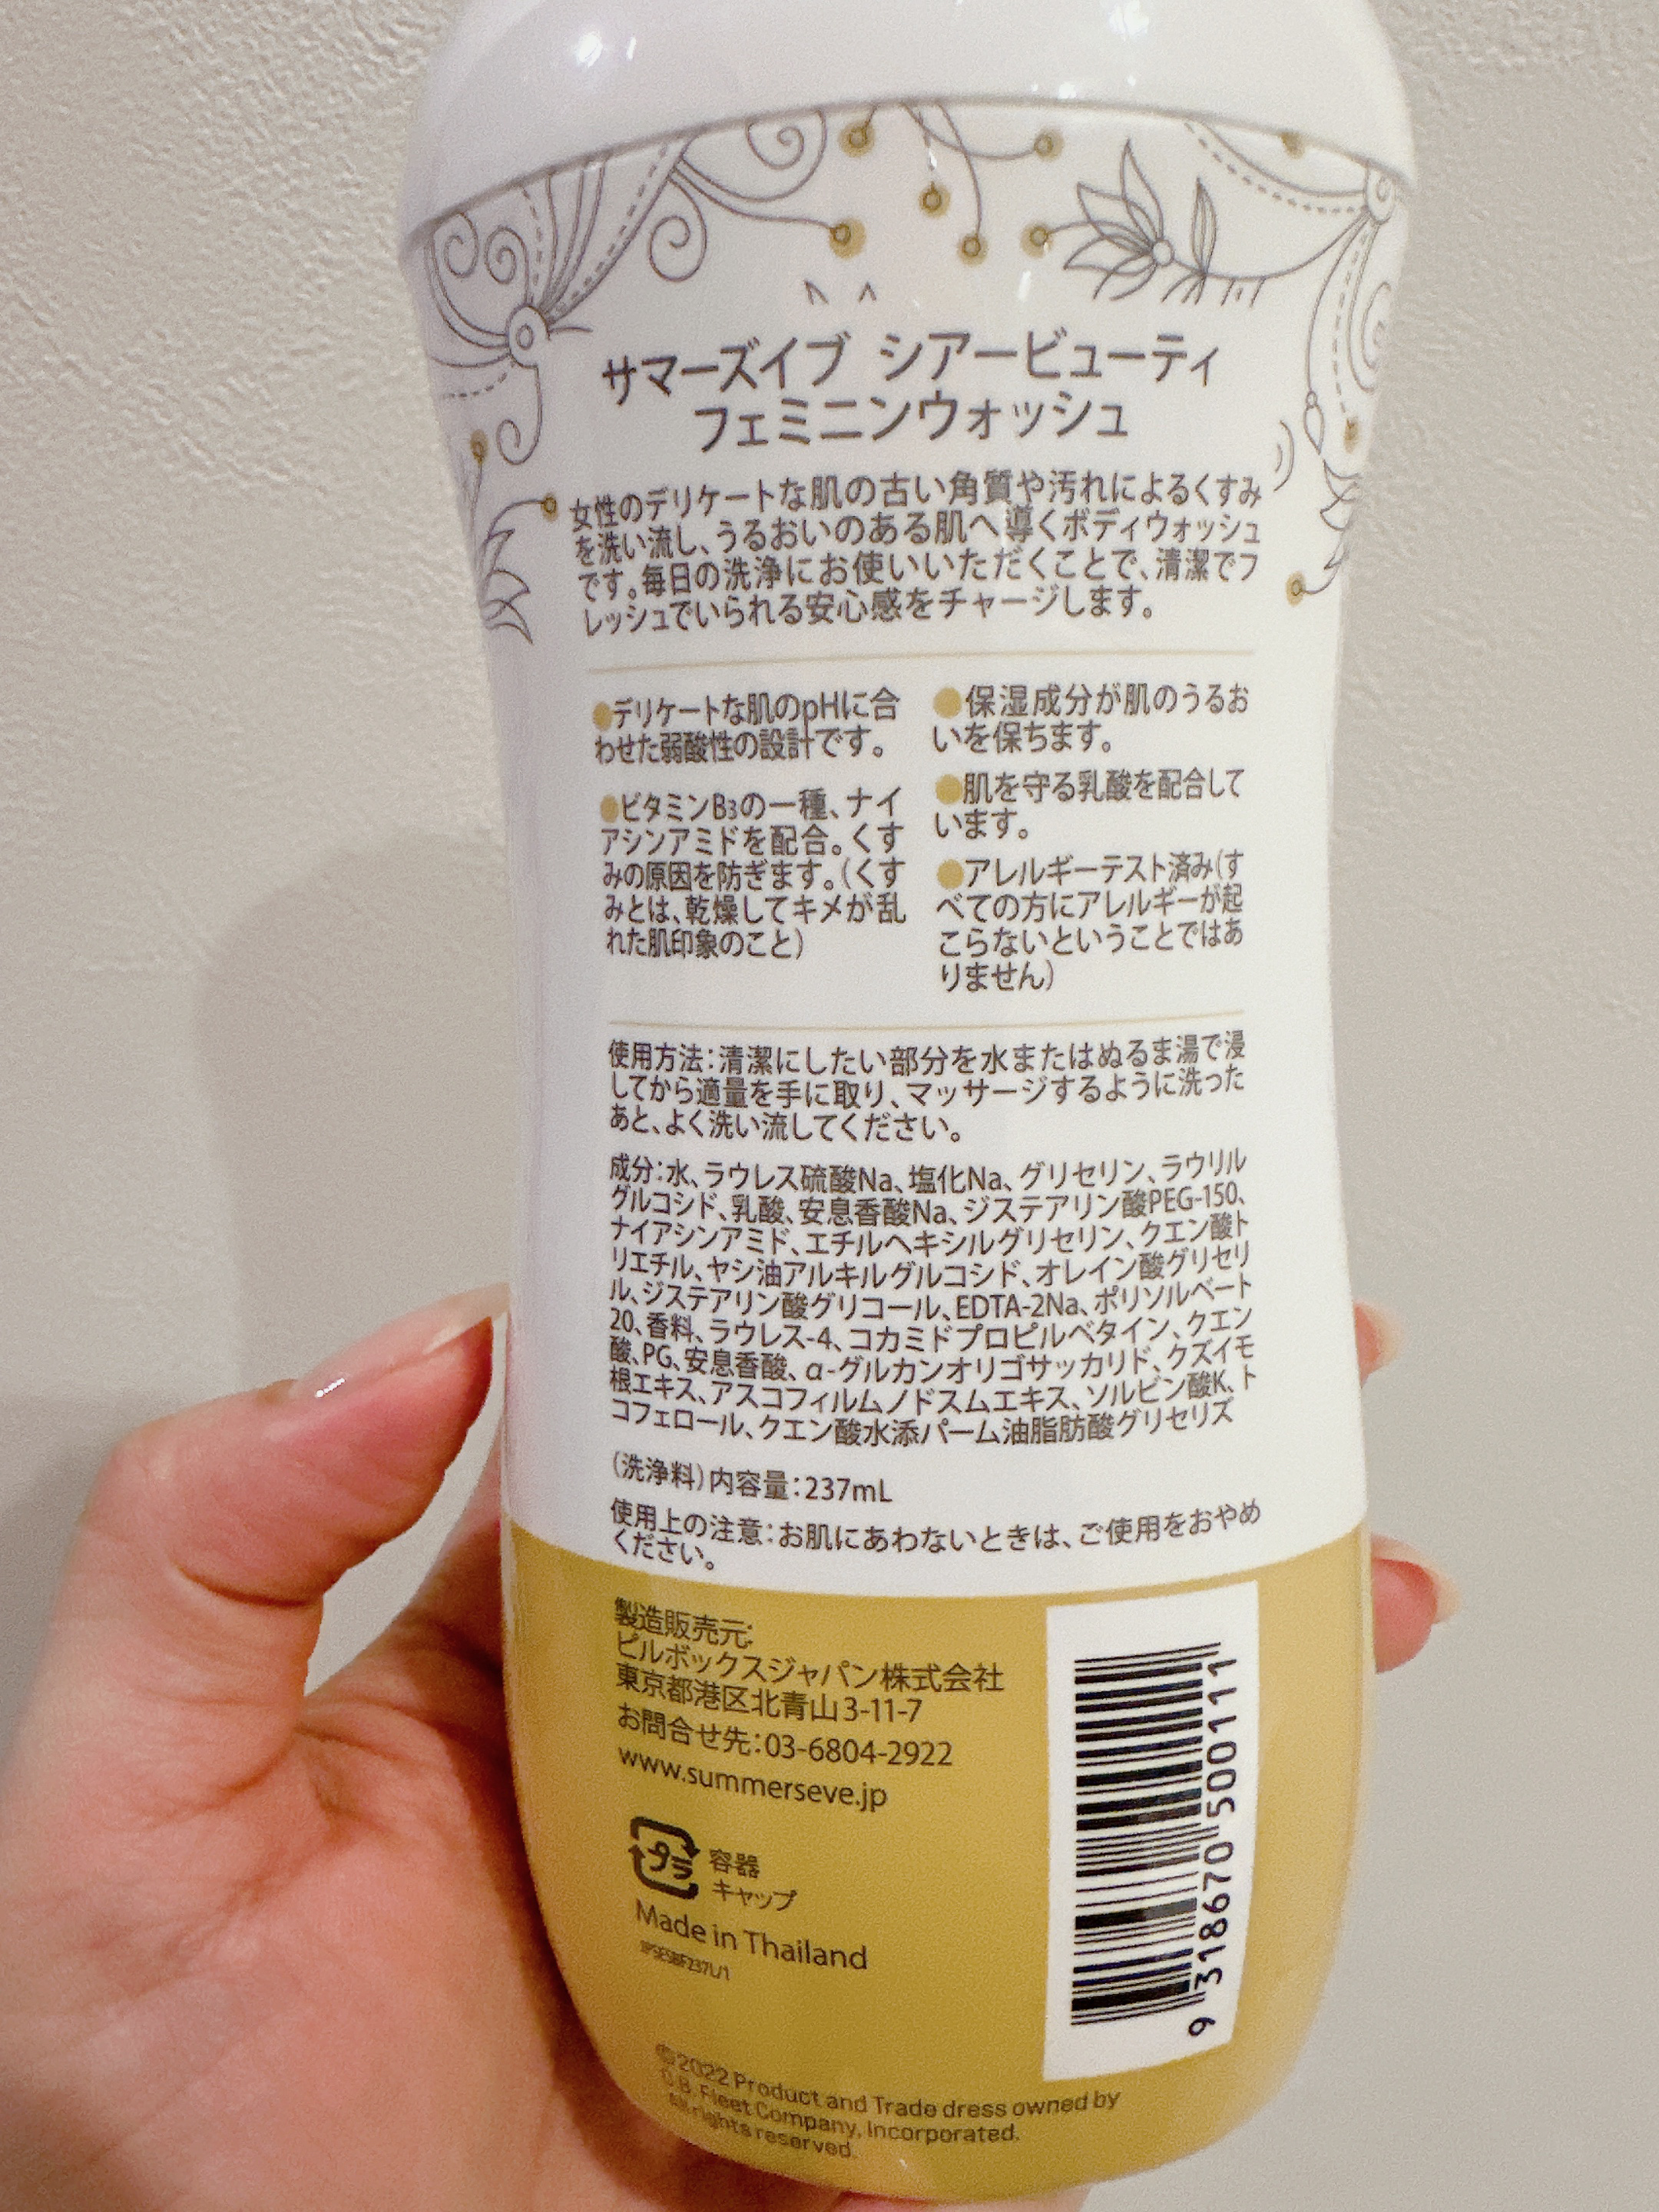 サマーズイブ シアービューティ
フェミニンウォッシュ
女性のデリケートな肌の古い角質や汚れによるくすみ
を洗い流し、うるおいのある肌へ導くボディウォッシュ
です。毎日の洗浄にお使いいただくことで、清潔でフ
レッシュでいられる安心感をチャージします。
●デリケートな肌のpHに合
わせた弱酸性の設計です。
●ビタミンB3の一種、ナイ
アシンアミドを配合。くす
みの原因を防ぎます。(くす
みとは、乾燥してキメが乱
れた肌印象のこと)
●保湿成分が肌のうるお
いを保ちます。
●肌を守る乳酸を配合して
います。
●アレルギーテスト済み(す
べての方にアレルギーが起
こらないということではあ
りません)
使用方法:清潔にしたい部分を水またはぬるま湯で浸
してから適量を手に取り、マッサージするように洗った
あと、よく洗い流してください。
成分:水、ラウレス硫酸Na、塩化Na、グリセリン、ラウリル
グルコシド、乳酸、安息香酸Na、ジステアリン酸PEG-150、
ナイアシンアミド、エチルヘキシルグリセリン、クエン酸ト
リエチル、ヤシ油アルキルグルコシド、オレイン酸グリセリ
ル、ジステアリン酸グリコール、EDTA-2Na、ポリソルベート
20、香料、ラウレス-4、コカミドプロピルベタイン、クエン
酸、PG、安息香酸、α-グルカンオリゴサッカリド、クズイモ
根エキス、アスコフィルムノドスムエキス、ソルビン酸K、ト
コフェロール、クエン酸水添パーム油脂肪酸グリセリズ
(洗浄料)内容量:237mL
使用上の注意:お肌にあわないときは、ご使用をおやめ
ください。
製造販売元:
ピルボックスジャパン株式会社
東京都港区北青山3-11-7
お問合せ先:03-6804-2922
www.summerseve.jp
プラ 容器
キャップ
Made in Thailand
9 318670 500111
©2022 Product and Trade dress owned by
C.B. Fleet Company, Incorporated.
All rights reserved.